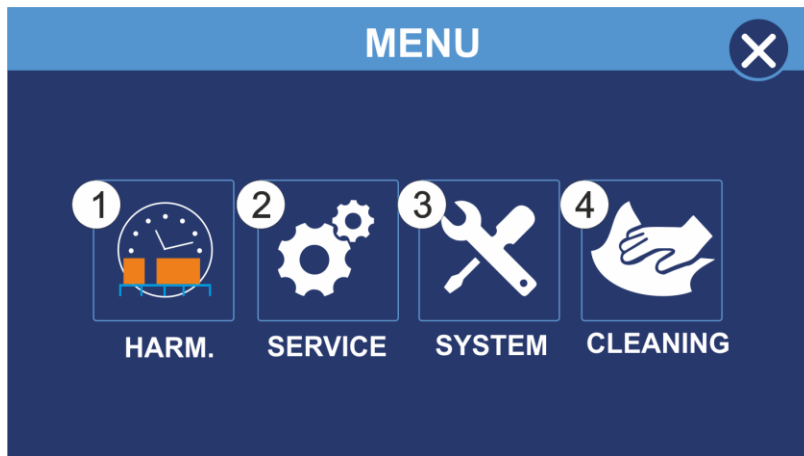 MENU
1
2
3
4
HARM.
SERVICE
SYSTEM
CLEANING